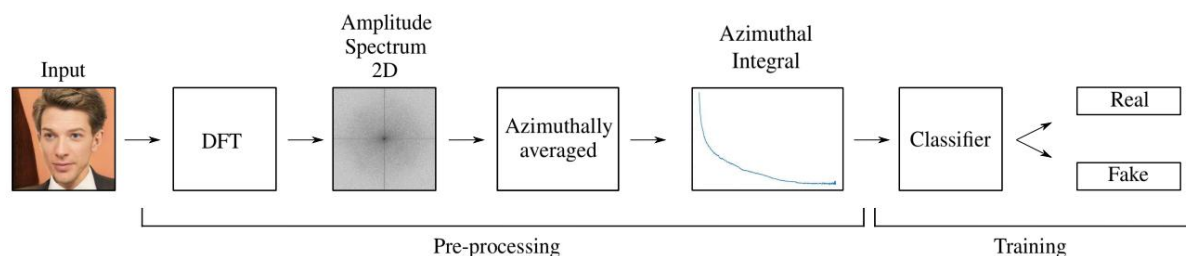 Input
DFT
Amplitude
Spectrum
2D
Azimuthally
averaged
Azimuthal
Integral
Classifier
Real
Fake
Pre-processing
Training